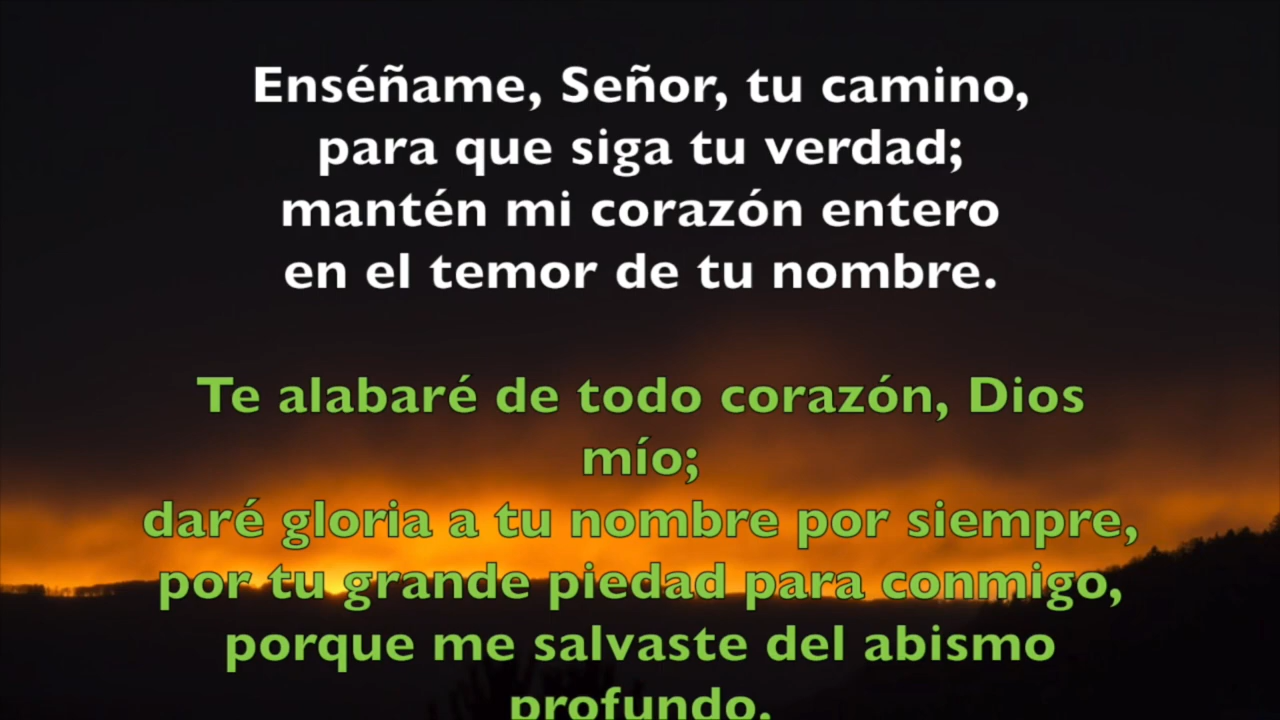 Enséñame, Señor, tu camino,
para que siga tu verdad;
mantén mi corazón entero
en el temor de tu nombre.
Te alabaré de todo corazón, Dios
mío;
daré gloria a tu nombre por siempre,
por tu grande piedad para conmigo,
porque me salvaste del abismo
profundo.